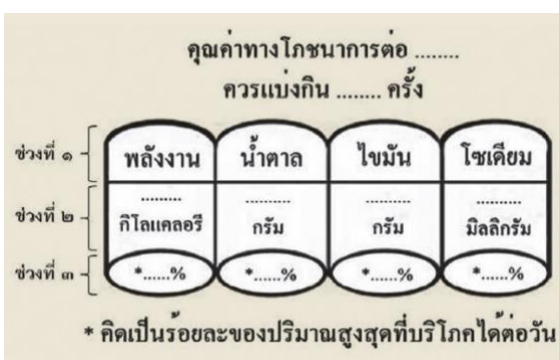 คุณค่าทางโภชนาการต่อ ........
ควรแบ่งกิน ........ ครั้ง
ช่วงที่ ๑ พลังงาน น้ำตาล ไขมัน โซเดียม
ช่วงที่ ๒ ......... ......... ......... .........
กิโลแคลอรี กรัม กรัม มิลลิกรัม
ช่วงที่ ๓ *......% *......% *......% *......%
* คิดเป็นร้อยละของปริมาณสูงสุดที่บริโภคได้ต่อวัน